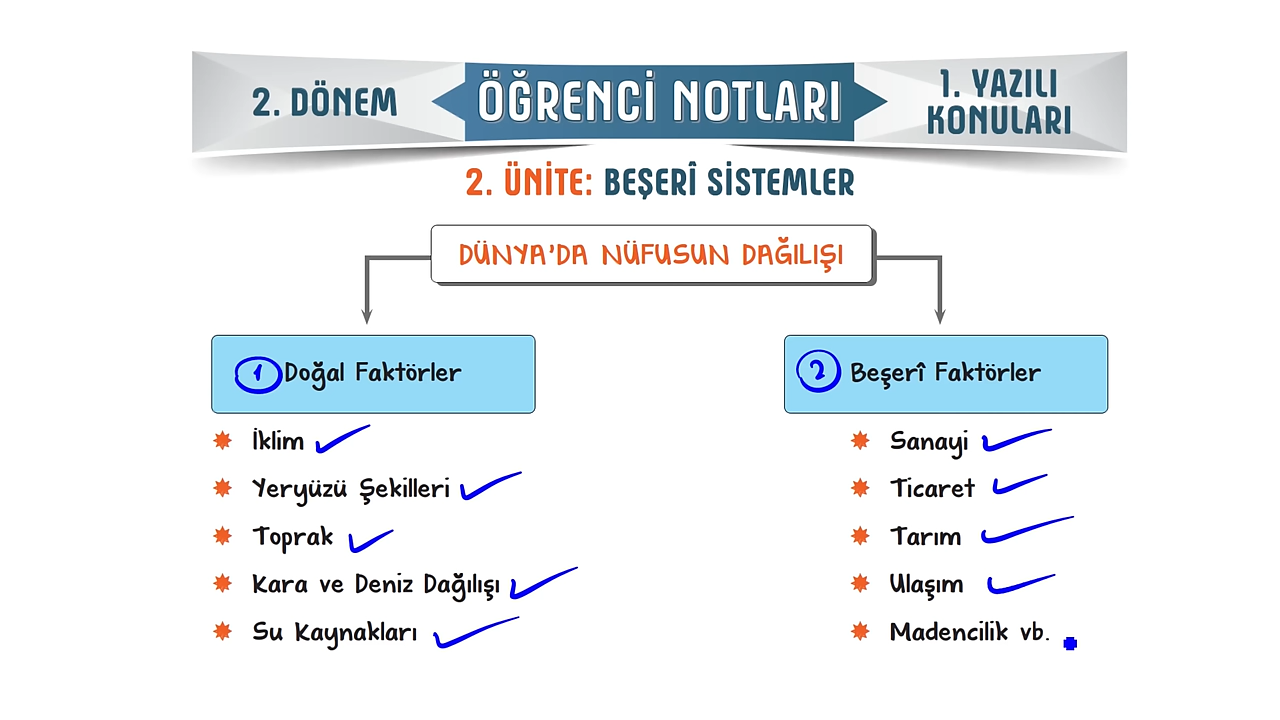 2. DÖNEM
ÖĞRENCİ NOTLARI
1. YAZILI
KONULARI
2. ÜNİTE: BEŞERÎ SİSTEMLER
DÜNYA'DA NÜFUSUN DAĞILIŞI
1 Doğal Faktörler
İklim
Yeryüzü Şekilleri
Toprak
Kara ve Deniz Dağılışı
Su Kaynakları
2 Beşerî Faktörler
Sanayi
Ticaret
Tarım
Ulaşım
Madencilik vb.